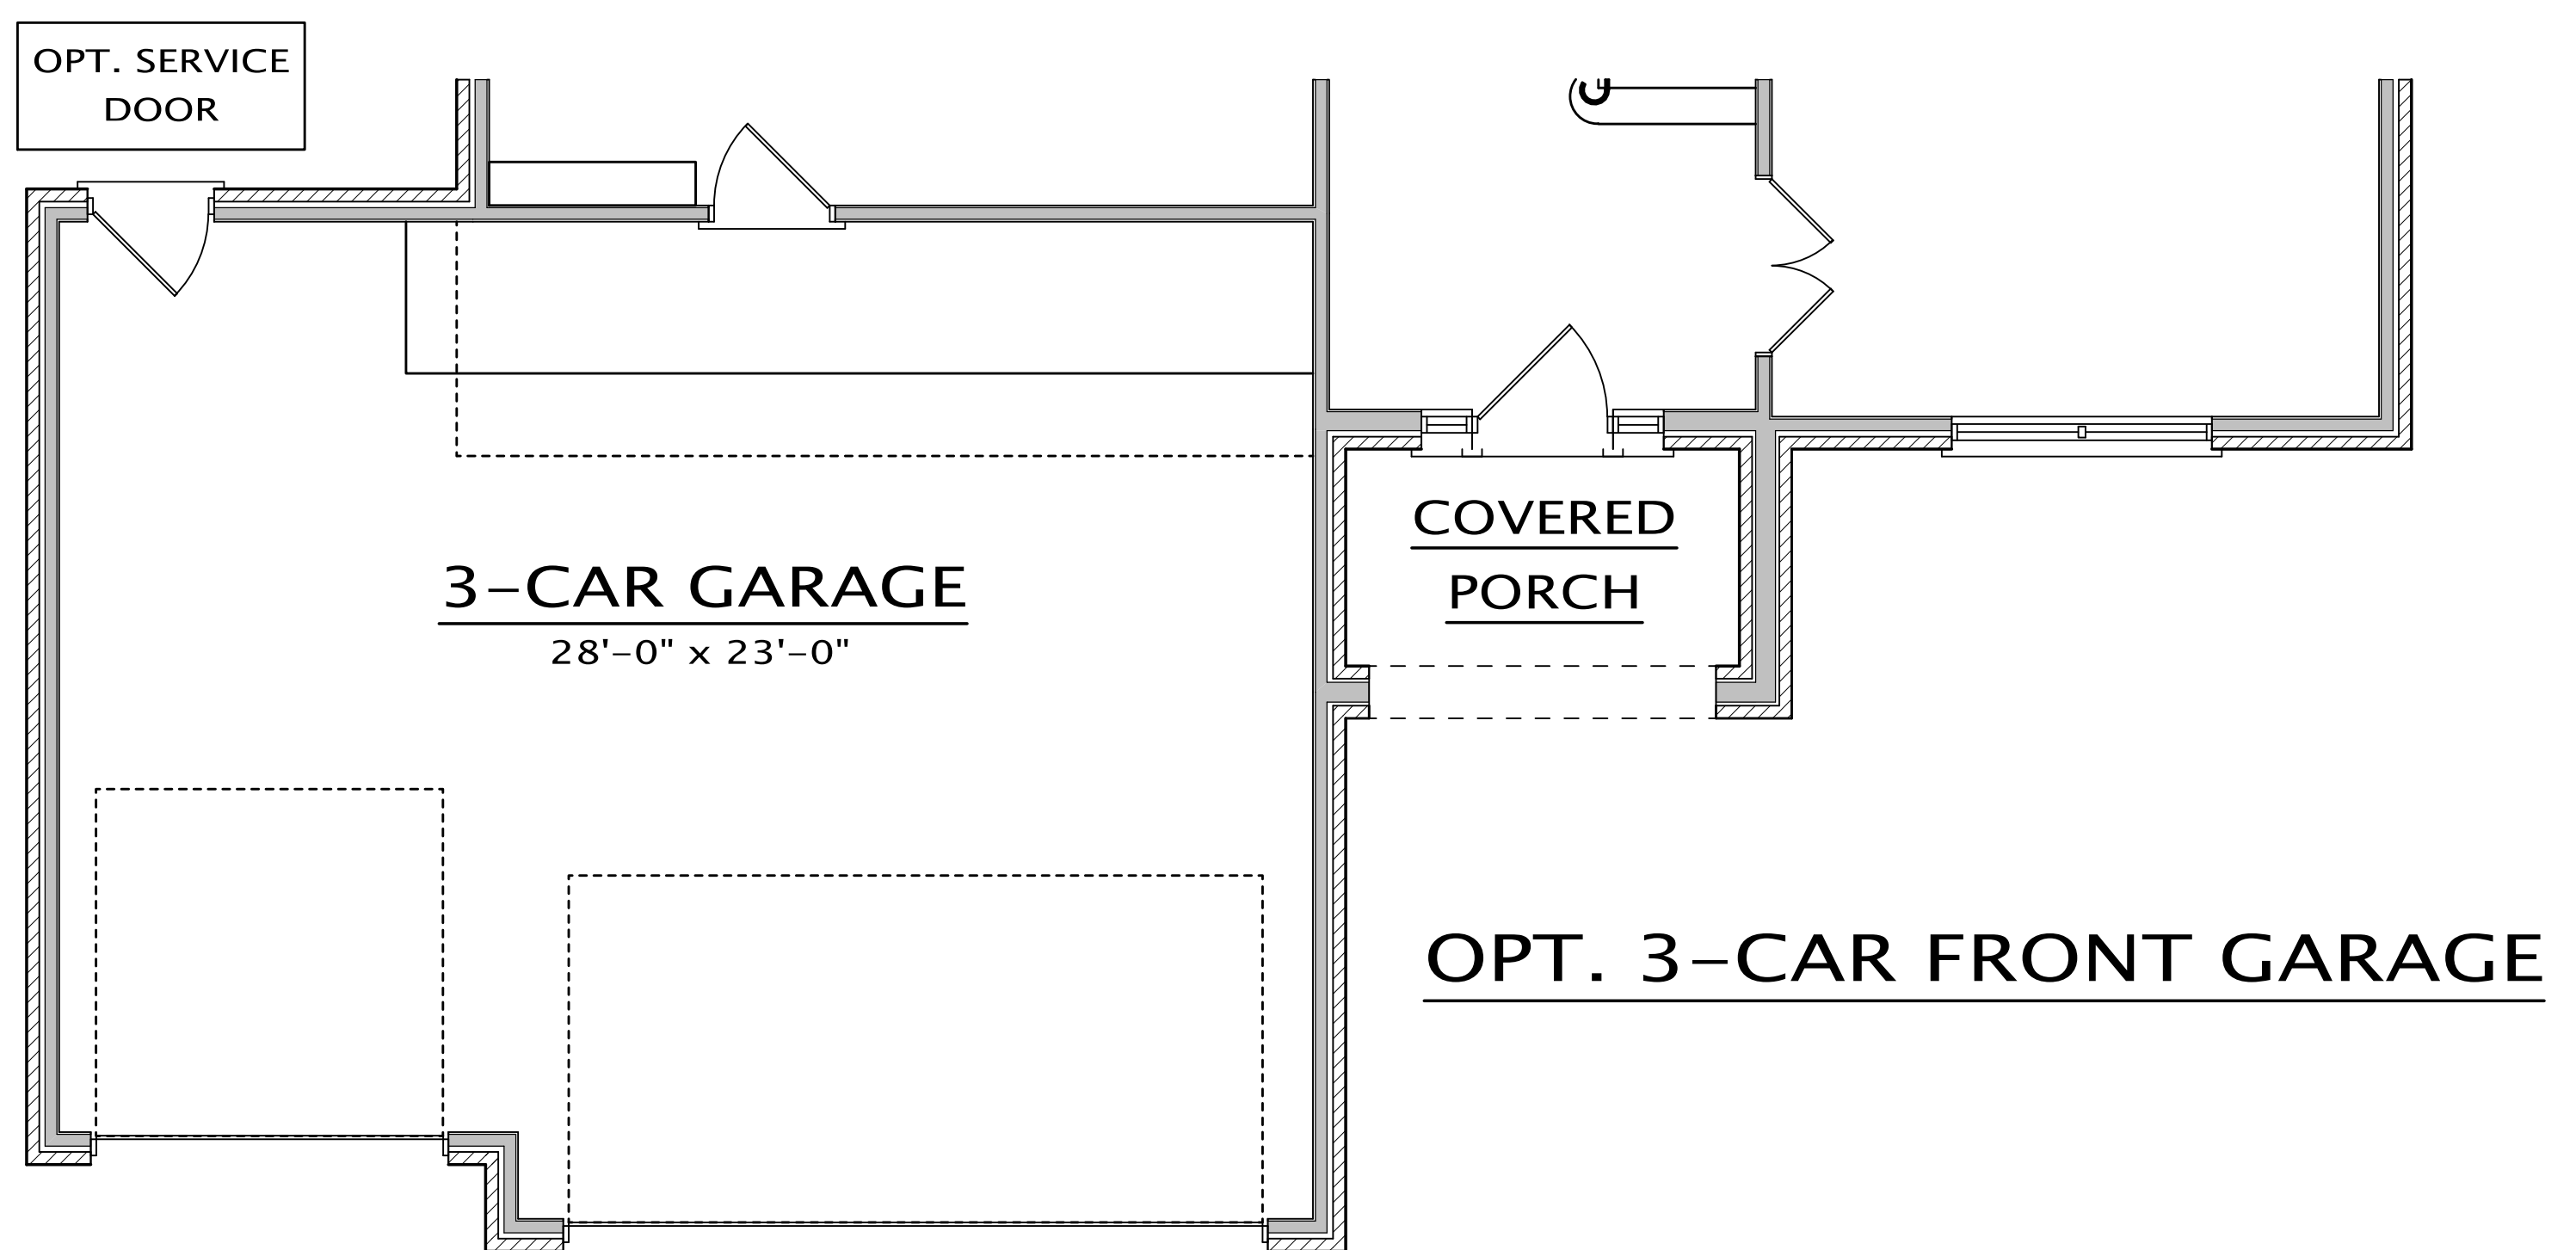 OPT. SERVICE
DOOR
COVERED
PORCH
3-CAR GARAGE
28'-0" x 23'-0"
OPT. 3-CAR FRONT GARAGE